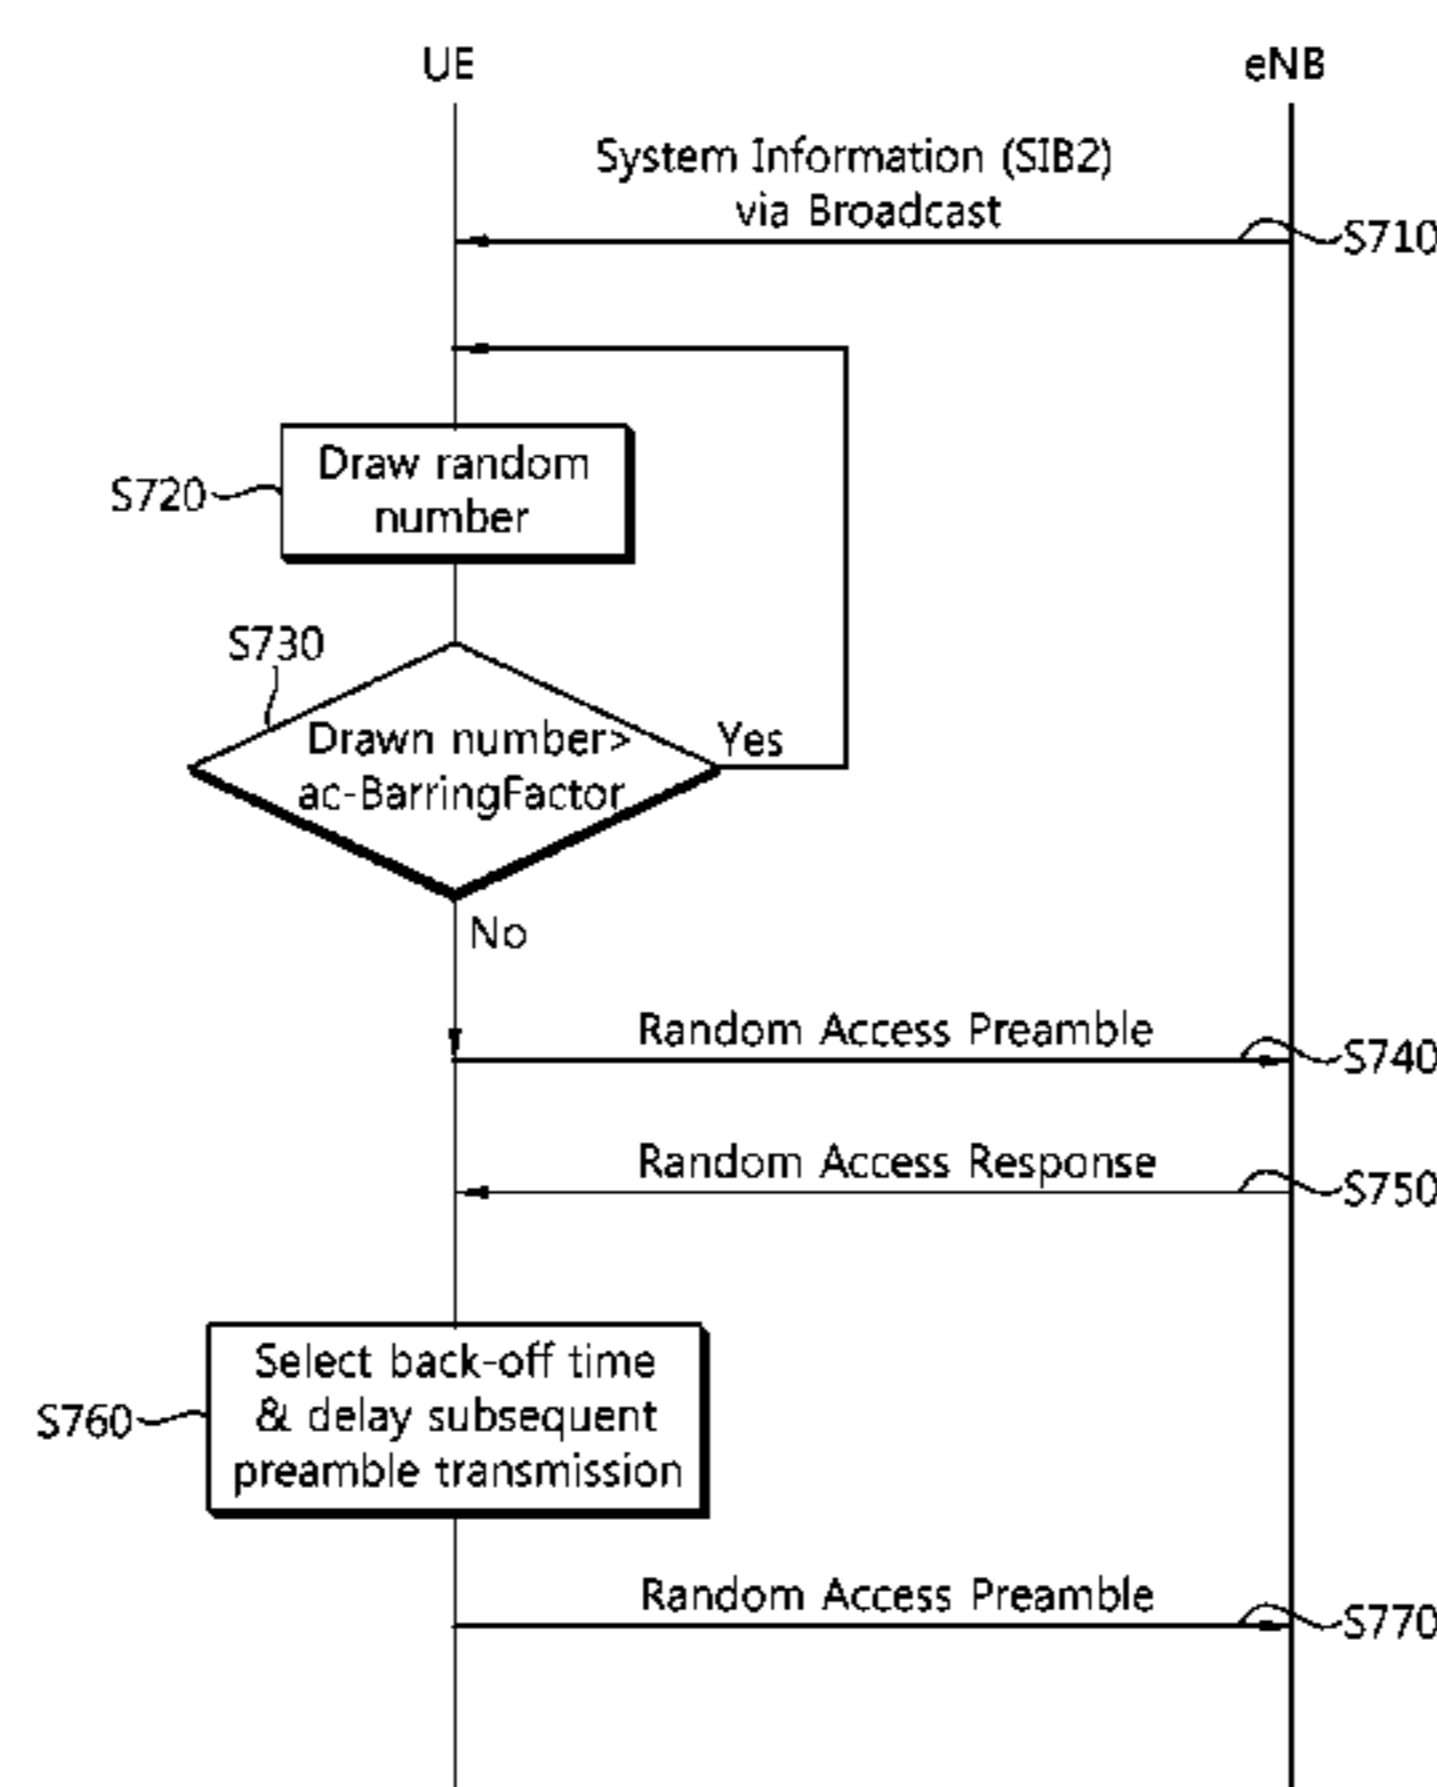 UE
eNB
System Information (SIB2)
via Broadcast
S710
Draw random
number
S720
S730
Drawn number>
ac-BarringFactor
Yes
No
Random Access Preamble
S740
Random Access Response
S750
Select back-off time
& delay subsequent
preamble transmission
S760
Random Access Preamble
S770